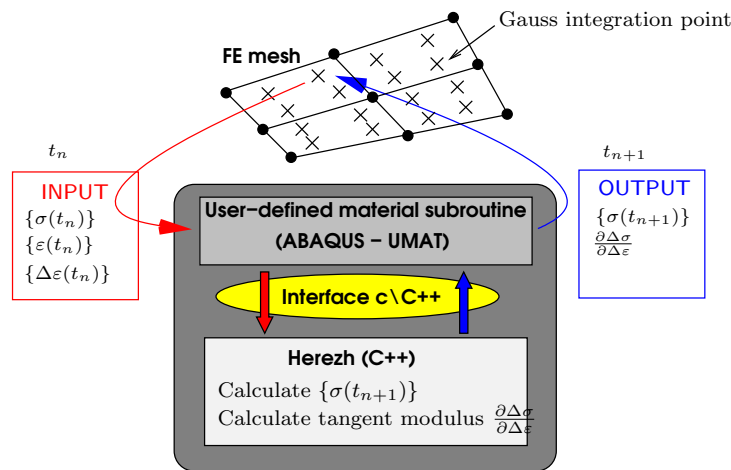 Gauss integration point
FE mesh
t_n
t_{n+1}
INPUT
{σ(t_n)}
{ε(t_n)}
{Δε(t_n)}
OUTPUT
{σ(t_{n+1})}
∂Δσ/∂Δε
User–defined material subroutine
(ABAQUS – UMAT)
Interface c\C++
Herezh (C++)
Calculate {σ(t_{n+1})}
Calculate tangent modulus ∂Δσ/∂Δε